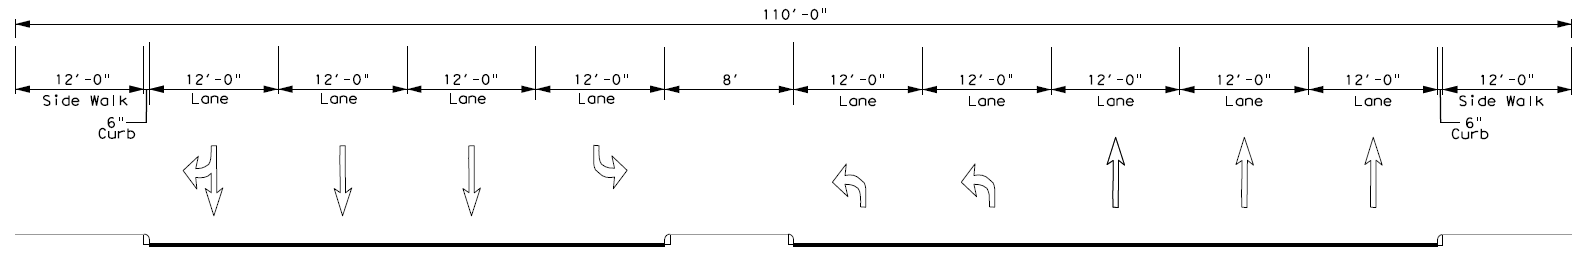 110'-0"
12'-0" 12'-0" 12'-0" 12'-0" 12'-0" 8' 12'-0" 12'-0" 12'-0" 12'-0" 12'-0" 12'-0"
Side Walk Lane Lane Lane Lane Lane Lane Lane Lane Lane Side Walk
6" 6"
Curb Curb